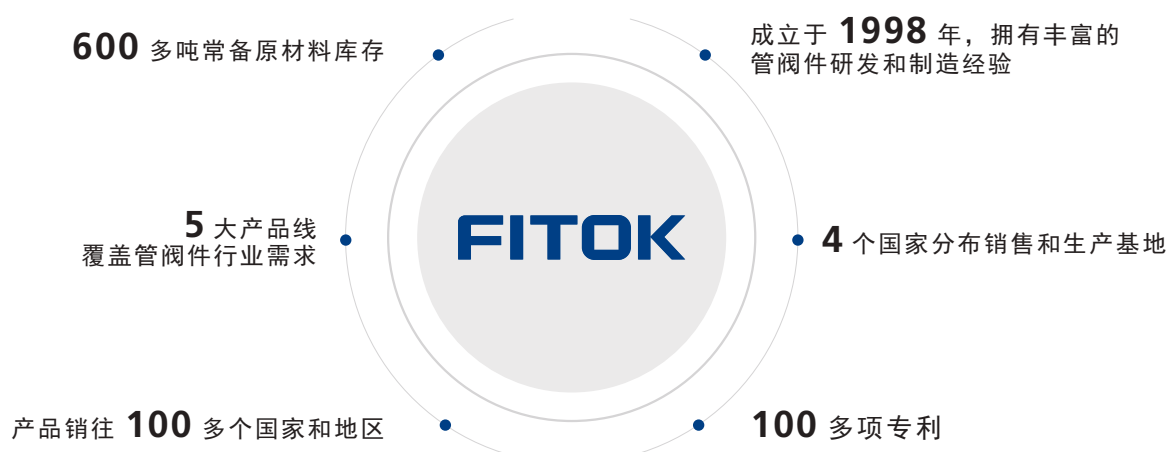 600 多吨常备原材料库存
成立于 1998 年，拥有丰富的
管阀件研发和制造经验
5 大产品线
覆盖管阀件行业需求
FITOK
4 个国家分布销售和生产基地
产品销往 100 多个国家和地区
100 多项专利